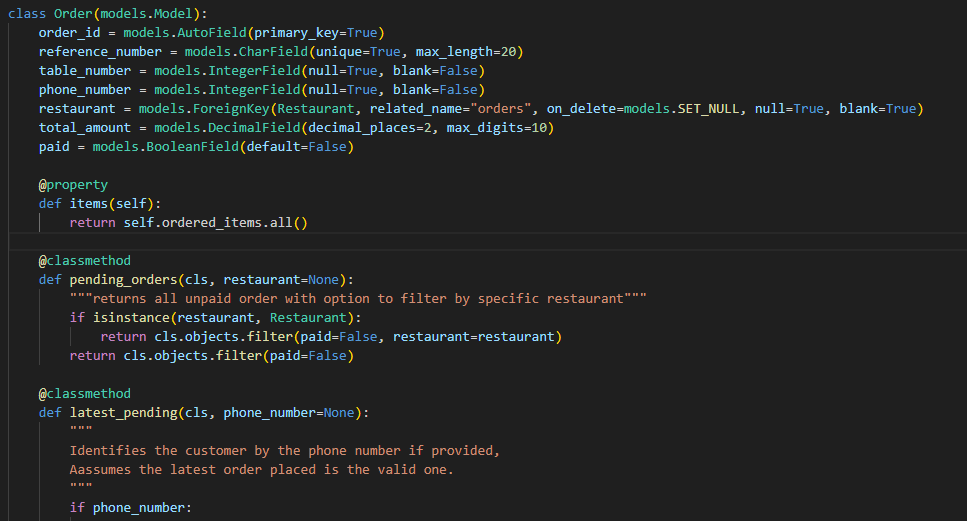 class Order(models.Model):
    order_id = models.AutoField(primary_key=True)
    reference_number = models.CharField(unique=True, max_length=20)
    table_number = models.IntegerField(null=True, blank=False)
    phone_number = models.IntegerField(null=True, blank=False)
    restaurant = models.ForeignKey(Restaurant, related_name="orders", on_delete=models.SET_NULL, null=True, blank=True)
    total_amount = models.DecimalField(decimal_places=2, max_digits=10)
    paid = models.BooleanField(default=False)

    @property
    def items(self):
        return self.ordered_items.all()

    @classmethod
    def pending_orders(cls, restaurant=None):
        """returns all unpaid order with option to filter by specific restaurant"""
        if isinstance(restaurant, Restaurant):
            return cls.objects.filter(paid=False, restaurant=restaurant)
        return cls.objects.filter(paid=False)

    @classmethod
    def latest_pending(cls, phone_number=None):
        """
        Identifies the customer by the phone number if provided,
        Aassumes the latest order placed is the valid one.
        """
        if phone_number: